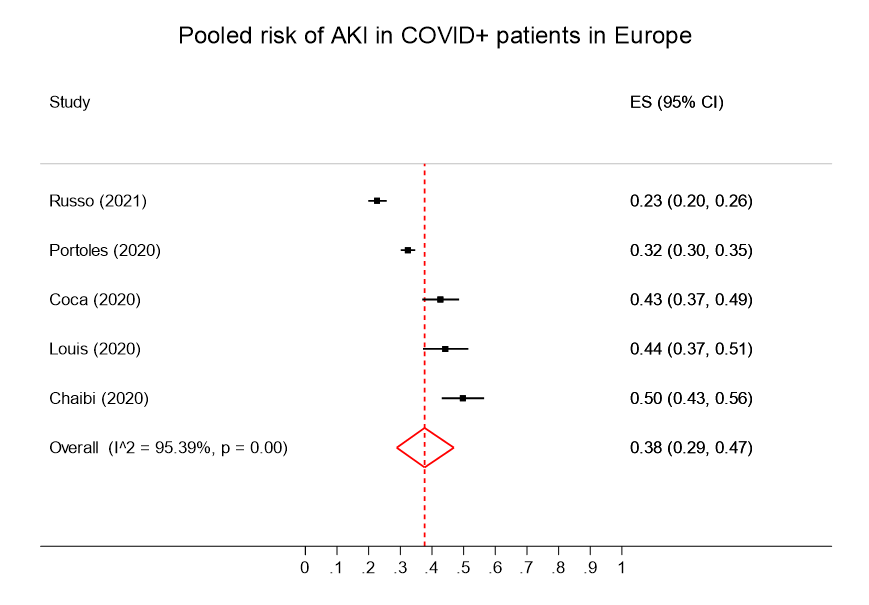 Pooled risk of AKI in COVID+ patients in Europe
Study ES (95% CI)
Russo (2021) 0.23 (0.20, 0.26)
Portoles (2020) 0.32 (0.30, 0.35)
Coca (2020) 0.43 (0.37, 0.49)
Louis (2020) 0.44 (0.37, 0.51)
Chaibi (2020) 0.50 (0.43, 0.56)
Overall (I^2 = 95.39%, p = 0.00) 0.38 (0.29, 0.47)
0 .1 .2 .3 .4 .5 .6 .7 .8 .9 1